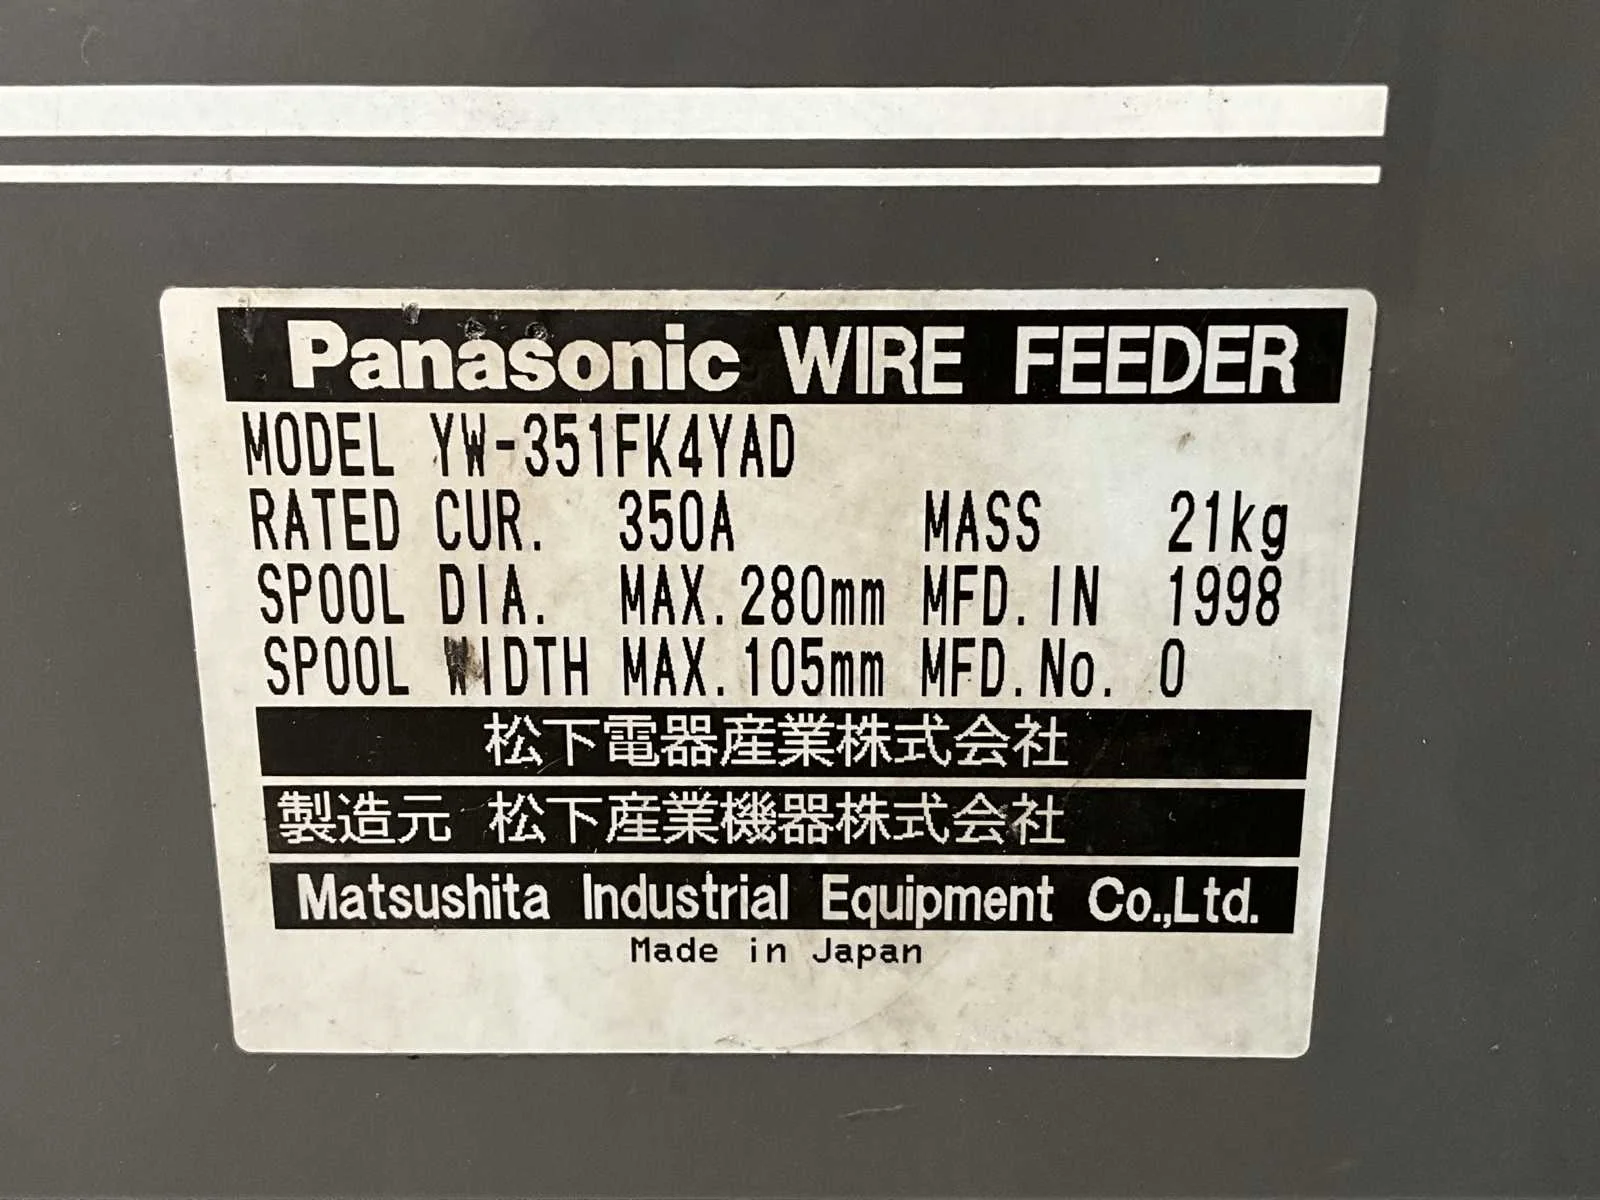 Panasonic WIRE FEEDER
MODEL YW-351FK4YAD
RATED CUR. 350A MASS 21kg
SPOOL DIA. MAX. 280mm MFD. IN 1998
SPOOL WIDTH MAX. 105mm MFD. No. 0
松下電器産業株式会社
製造元 松下産業機器株式会社
Matsushita Industrial Equipment Co.,Ltd.
Made in Japan